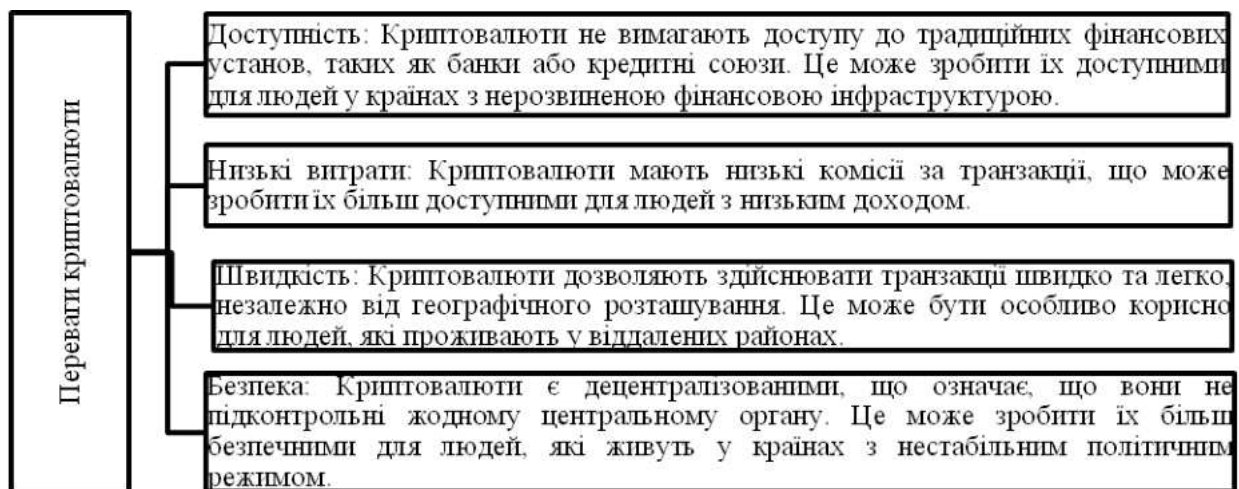 Переваги криптовалюти
Доступність: Криптовалюти не вимагають доступу до традиційних фінансових
установ, таких як банки або кредитні союзи. Це може зробити їх доступними
для людей у країнах з нерозвиненою фінансовою інфраструктурою.
Низькі витрати: Криптовалюти мають низькі комісії за транзакції, що може
зробити їх більш доступними для людей з низьким доходом.
Швидкість: Криптовалюти дозволяють здійснювати транзакції швидко та легко,
незалежно від географічного розташування. Це може бути особливо корисно
для людей, які проживають у віддалених районах.
Безпека: Криптовалюти є децентралізованими, що означає, що вони не
підконтрольні жодному центральному органу. Це може зробити їх більш
безпечними для людей, які живуть у країнах з нестабільним політичним
режимом.